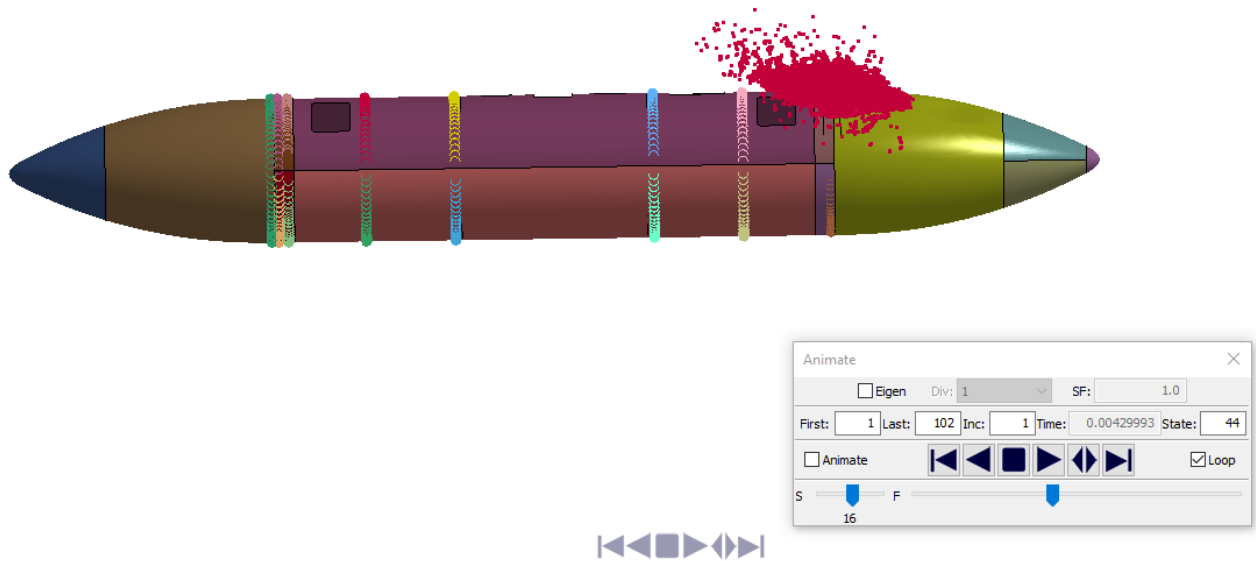 Animate
Eigen Div: 1 SF: 1.0
First: 1 Last: 102 Inc: 1 Time: 0.00429993 State: 44
Animate Loop
S F
16